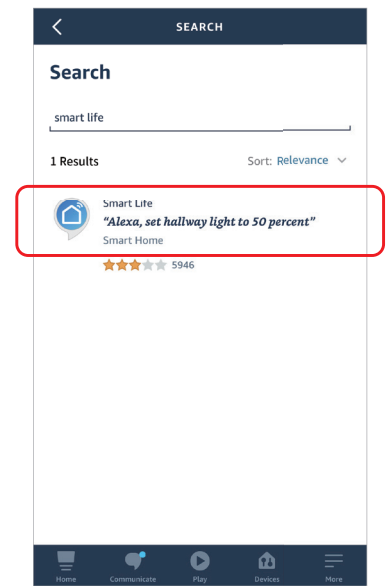 SEARCH
Search
smart life
1 Results
Sort: Relevance
Smart Life
“Alexa, set hallway light to 50 percent”
Smart Home
5946
Home Communicate Play Devices More